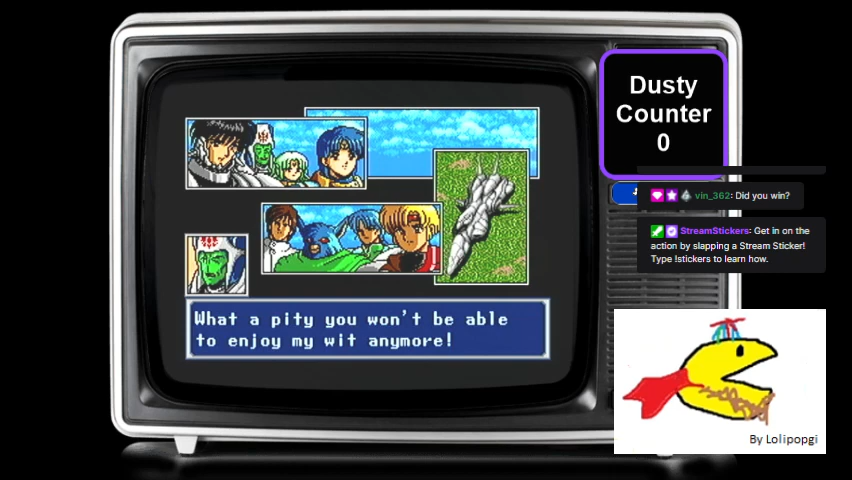 Dusty
Counter
0
vin_362: Did you win?
StreamStickers: Get in on the
action by slapping a Stream Sticker!
Type !stickers to learn how.
What a pity you won't be able
to enjoy my wit anymore!
By Lolipopgi